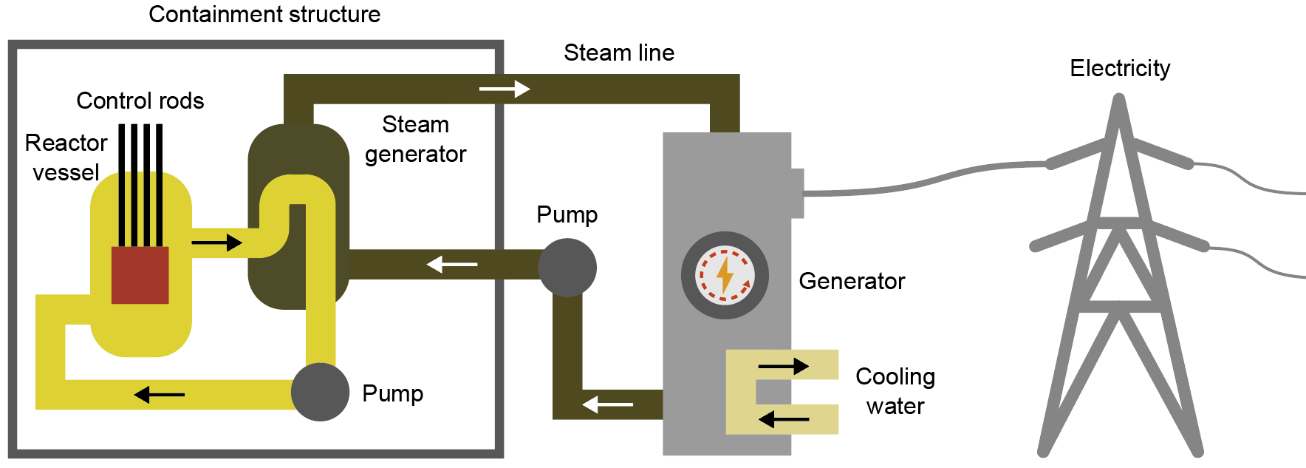 Containment structure
Steam line
Electricity
Control rods
Reactor
vessel
Steam
generator
Pump
Generator
Cooling
water
Pump